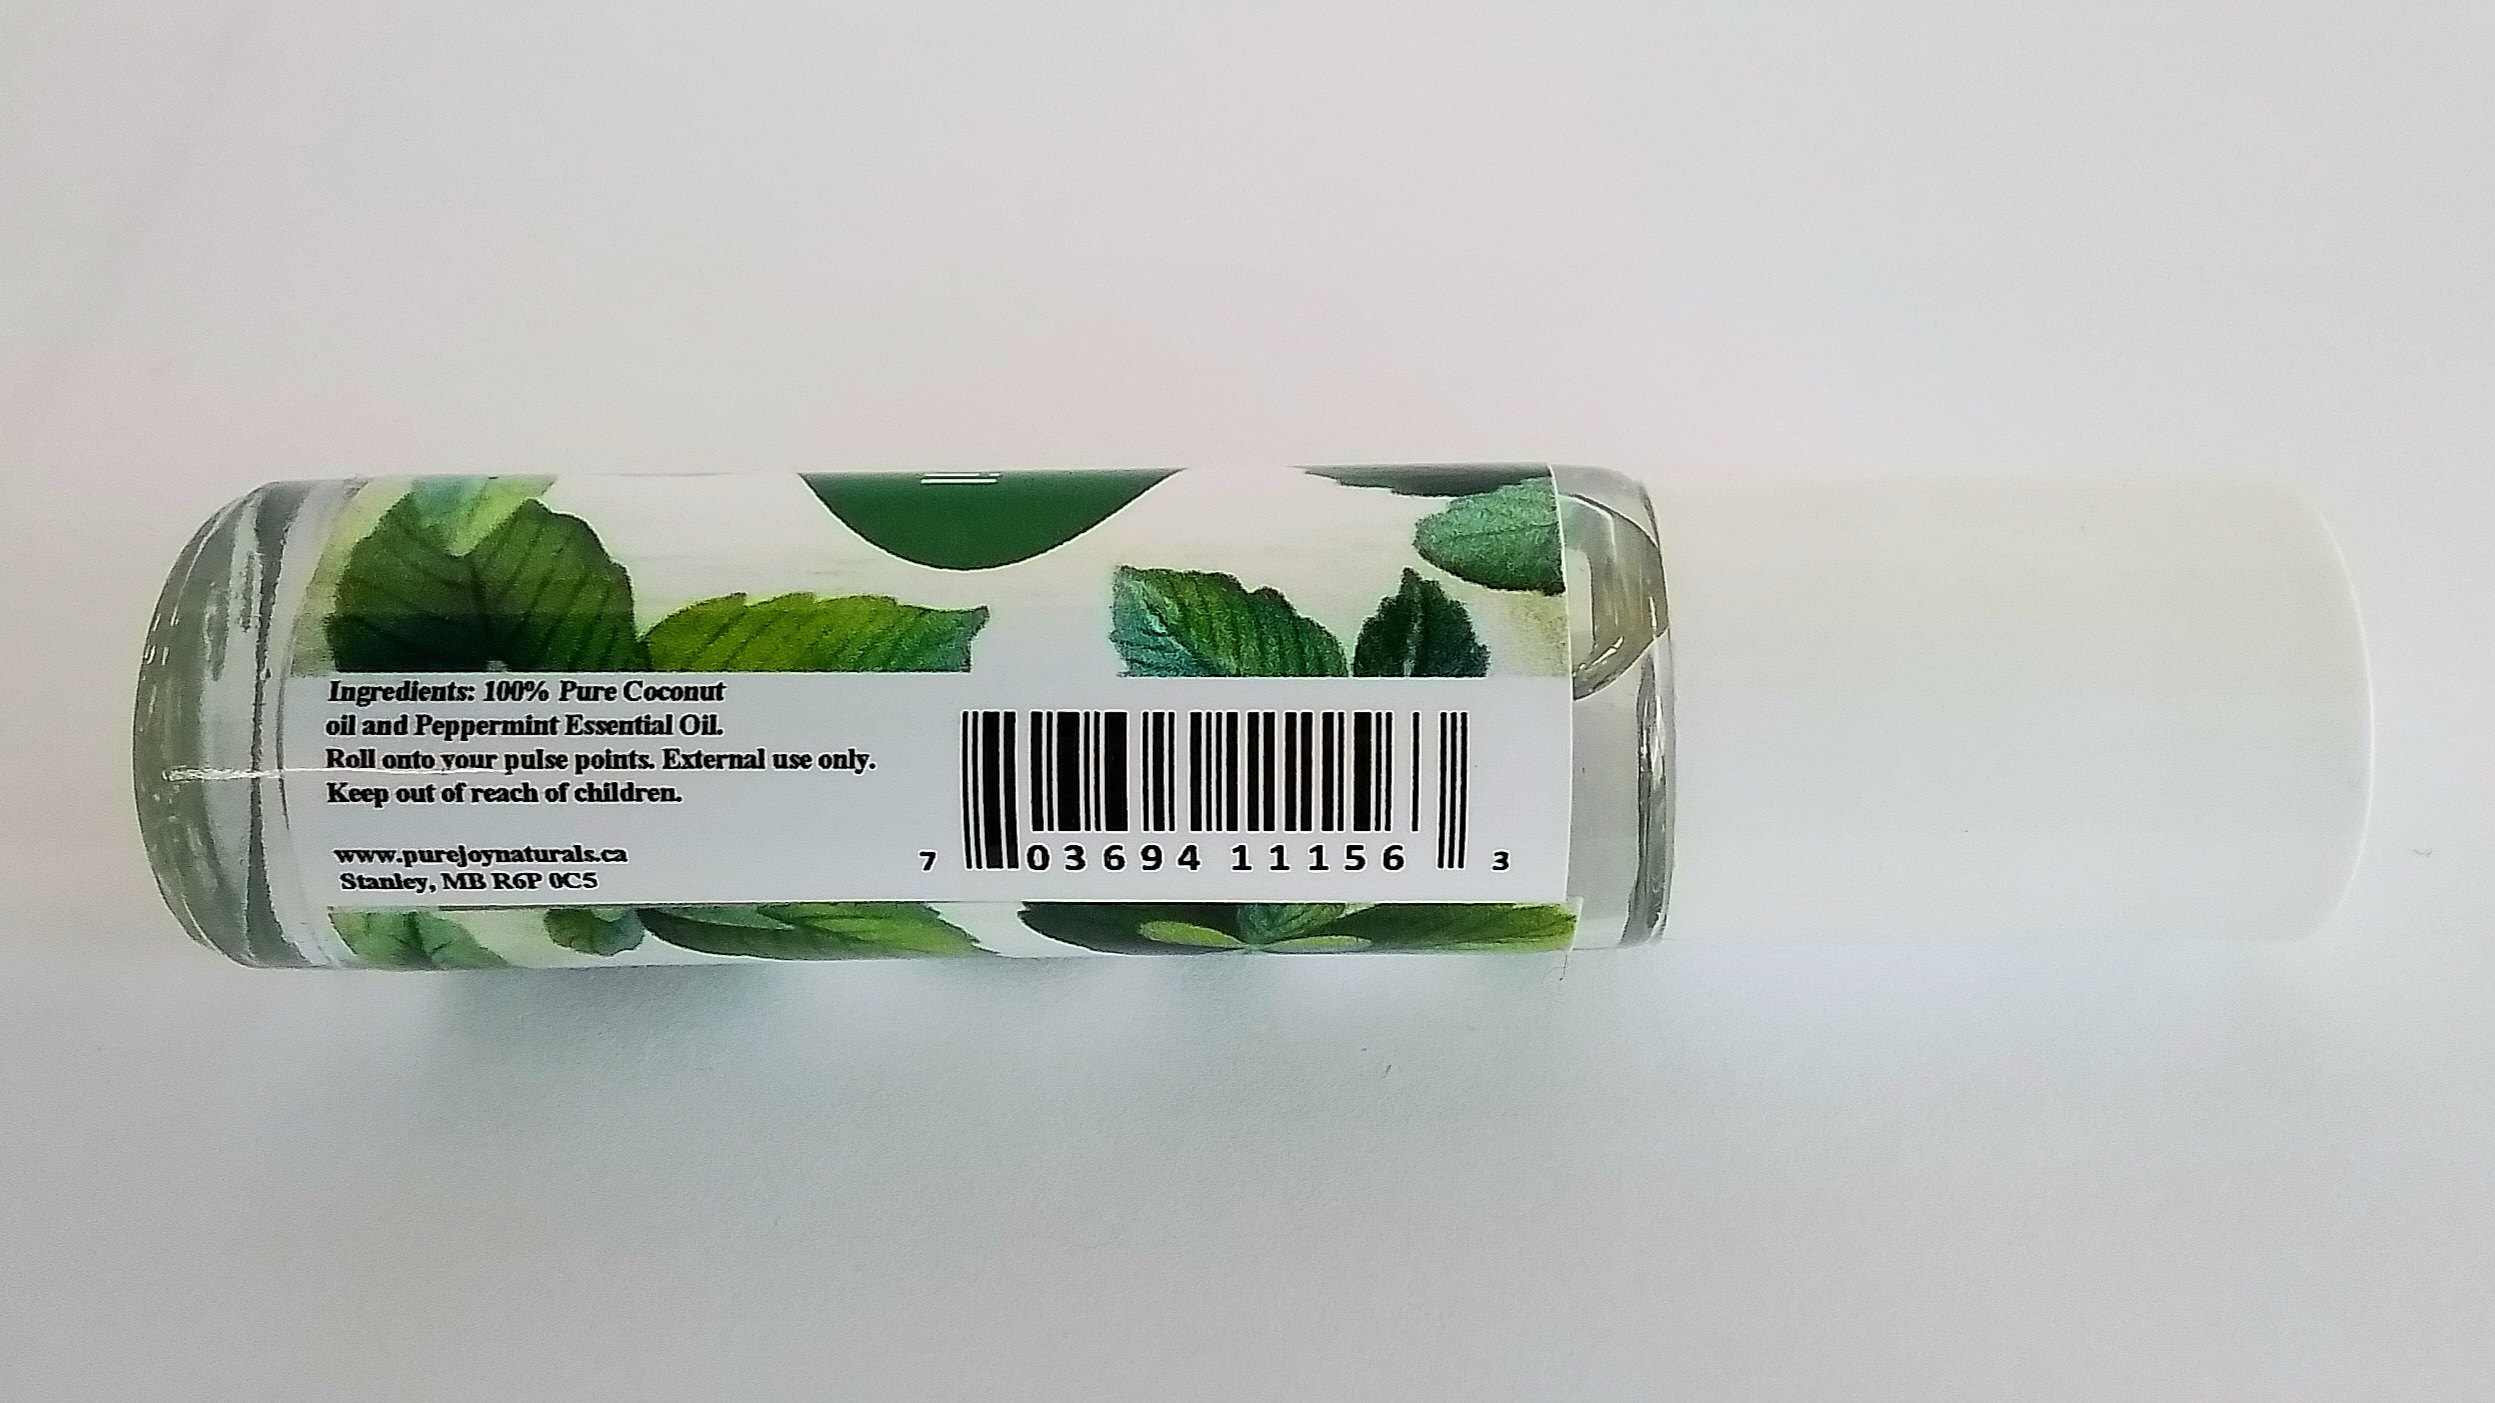 Ingredients: 100% Pure Coconut
oil and Peppermint Essential Oil.
Roll onto your pulse points. External use only.
Keep out of reach of children.
www.purejoynaturals.ca
Stanley, MB R6P 0C5
7 03694 11156 3